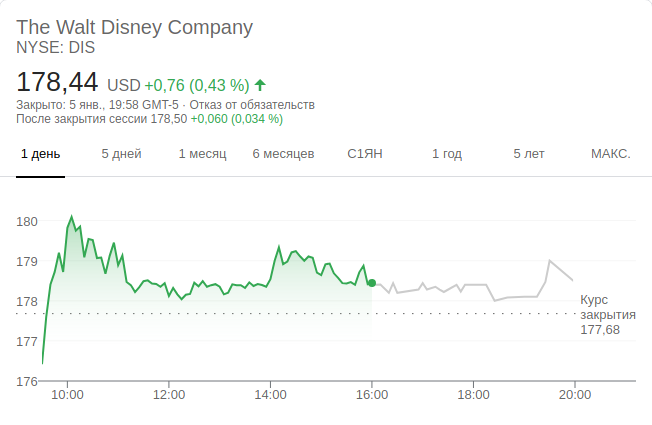 The Walt Disney Company
NYSE: DIS
178,44 USD +0,76 (0,43 %)
Закрыто: 5 янв., 19:58 GMT-5 · Отказ от обязательств
После закрытия сессии 178,50 +0,060 (0,034 %)
1 день 5 дней 1 месяц 6 месяцев С1ЯН 1 год 5 лет МАКС.
180
179
178
177
176
Курс
закрытия
177,68
10:00 12:00 14:00 16:00 18:00 20:00